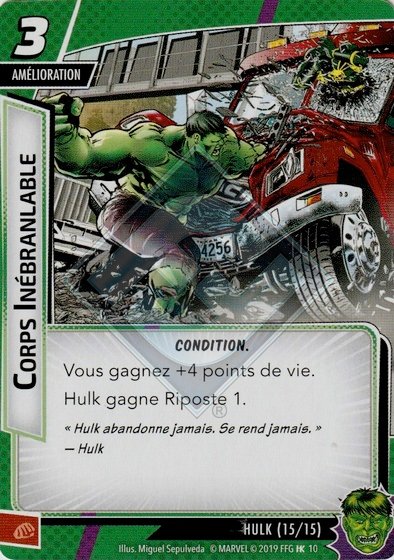 3
AMÉLIORATION
CORPS INÉBRANLABLE
4256
CONDITION.
Vous gagnez +4 points de vie.
Hulk gagne Riposte 1.
« Hulk abandonne jamais. Se rend jamais. »
— Hulk
HULK (15/15)
Illus. Miguel Sepulveda © MARVEL © 2019 FFG HK 10